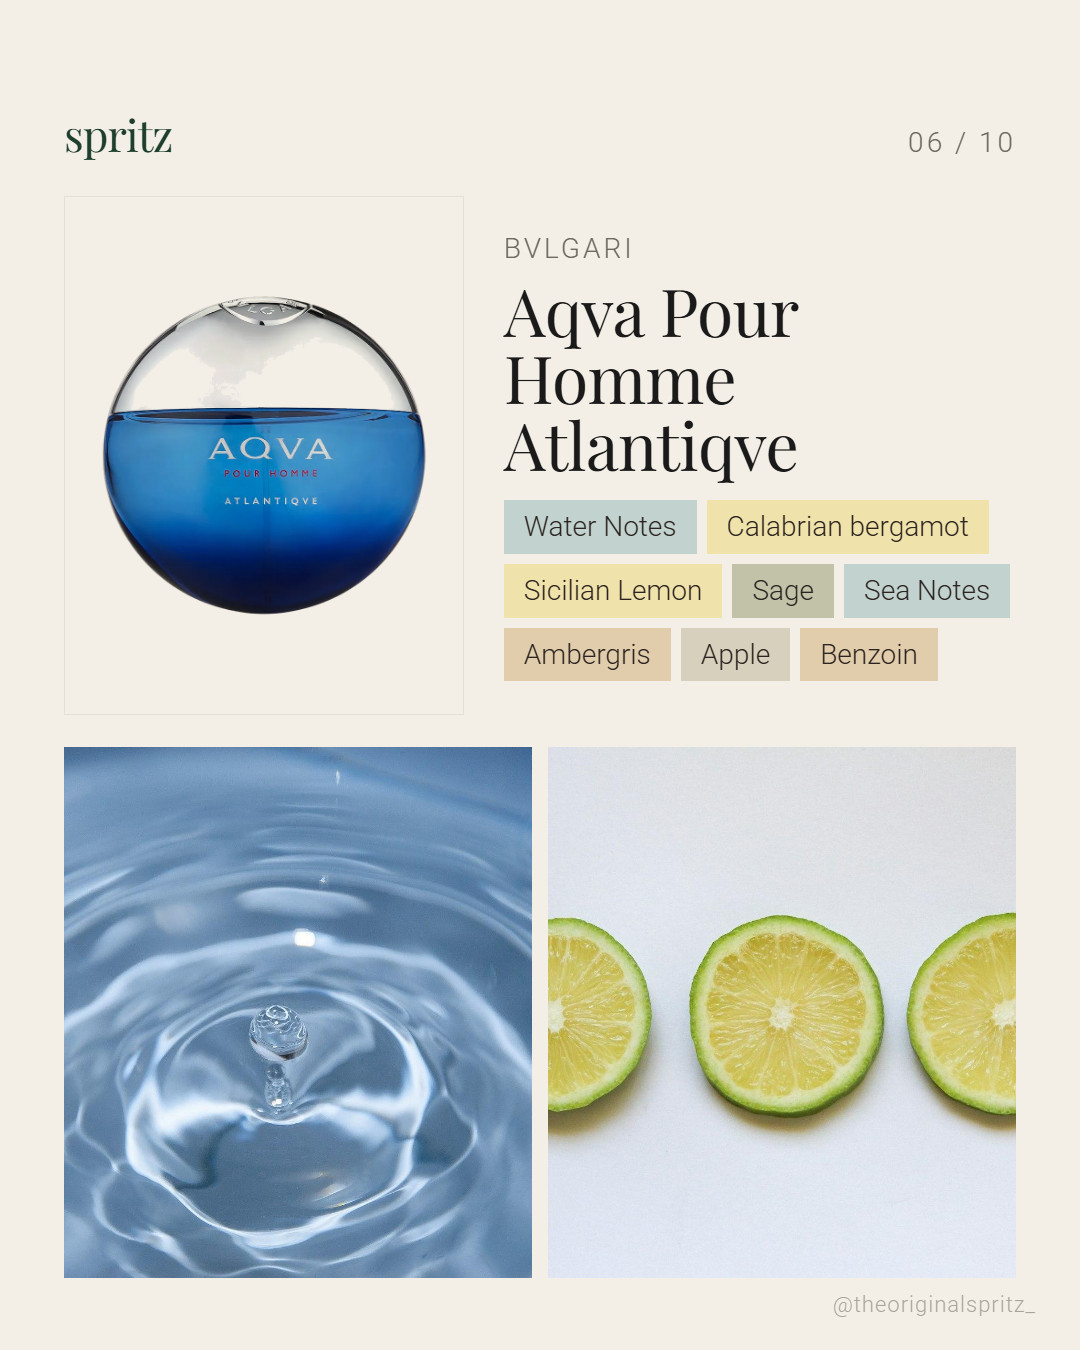 spritz
06 / 10
BVLGARI
Aqva Pour
Homme
Atlantiqve
Water Notes
Calabrian bergamot
Sicilian Lemon
Sage
Sea Notes
Ambergris
Apple
Benzoin
AQVA
POUR HOMME
ATLANTIQVE
@theoriginalspritz_